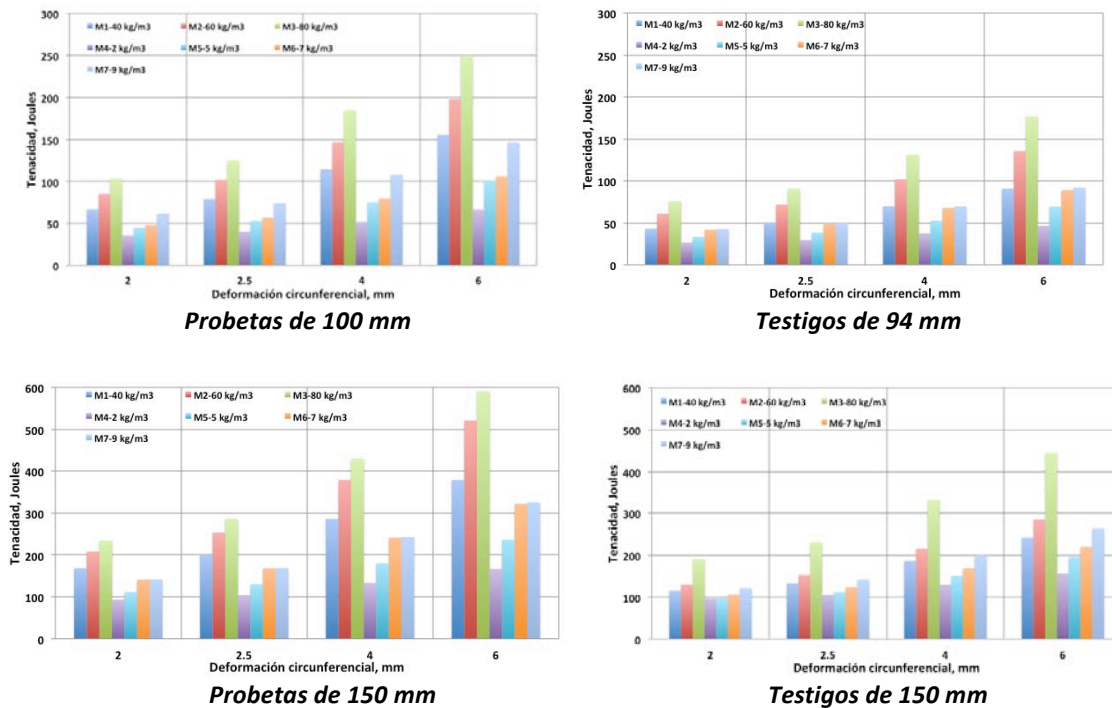 300
250
200
150
100
50
0
Tenacidad, Joules
M1-40 kg/m3 M2-60 kg/m3 M3-80 kg/m3
M4-2 kg/m3 M5-5 kg/m3 M6-7 kg/m3
M7-9 kg/m3
2 2.5 4 6
Deformación circunferencial, mm
Probetas de 100 mm
300
250
200
150
100
50
0
Tenacidad, Joules
M1-40 kg/m3 M2-60 kg/m3 M3-80 kg/m3
M4-2 kg/m3 M5-5 kg/m3 M6-7 kg/m3
M7-9 kg/m3
2 2.5 4 6
Deformación circunferencial, mm
Testigos de 94 mm
600
500
400
300
200
100
0
Tenacidad, Joules
M1-40 kg/m3 M2-60 kg/m3 M3-80 kg/m3
M4-2 kg/m3 M5-5 kg/m3 M6-7 kg/m3
M7-9 kg/m3
2 2.5 4 6
Deformación circunferencial, mm
Probetas de 150 mm
600
500
400
300
200
100
0
Tenacidad, Joules
M1-40 kg/m3 M2-60 kg/m3 M3-80 kg/m3
M4-2 kg/m3 M5-5 kg/m3 M6-7 kg/m3
M7-9 kg/m3
2 2.5 4 6
Deformación circunferencial, mm
Testigos de 150 mm